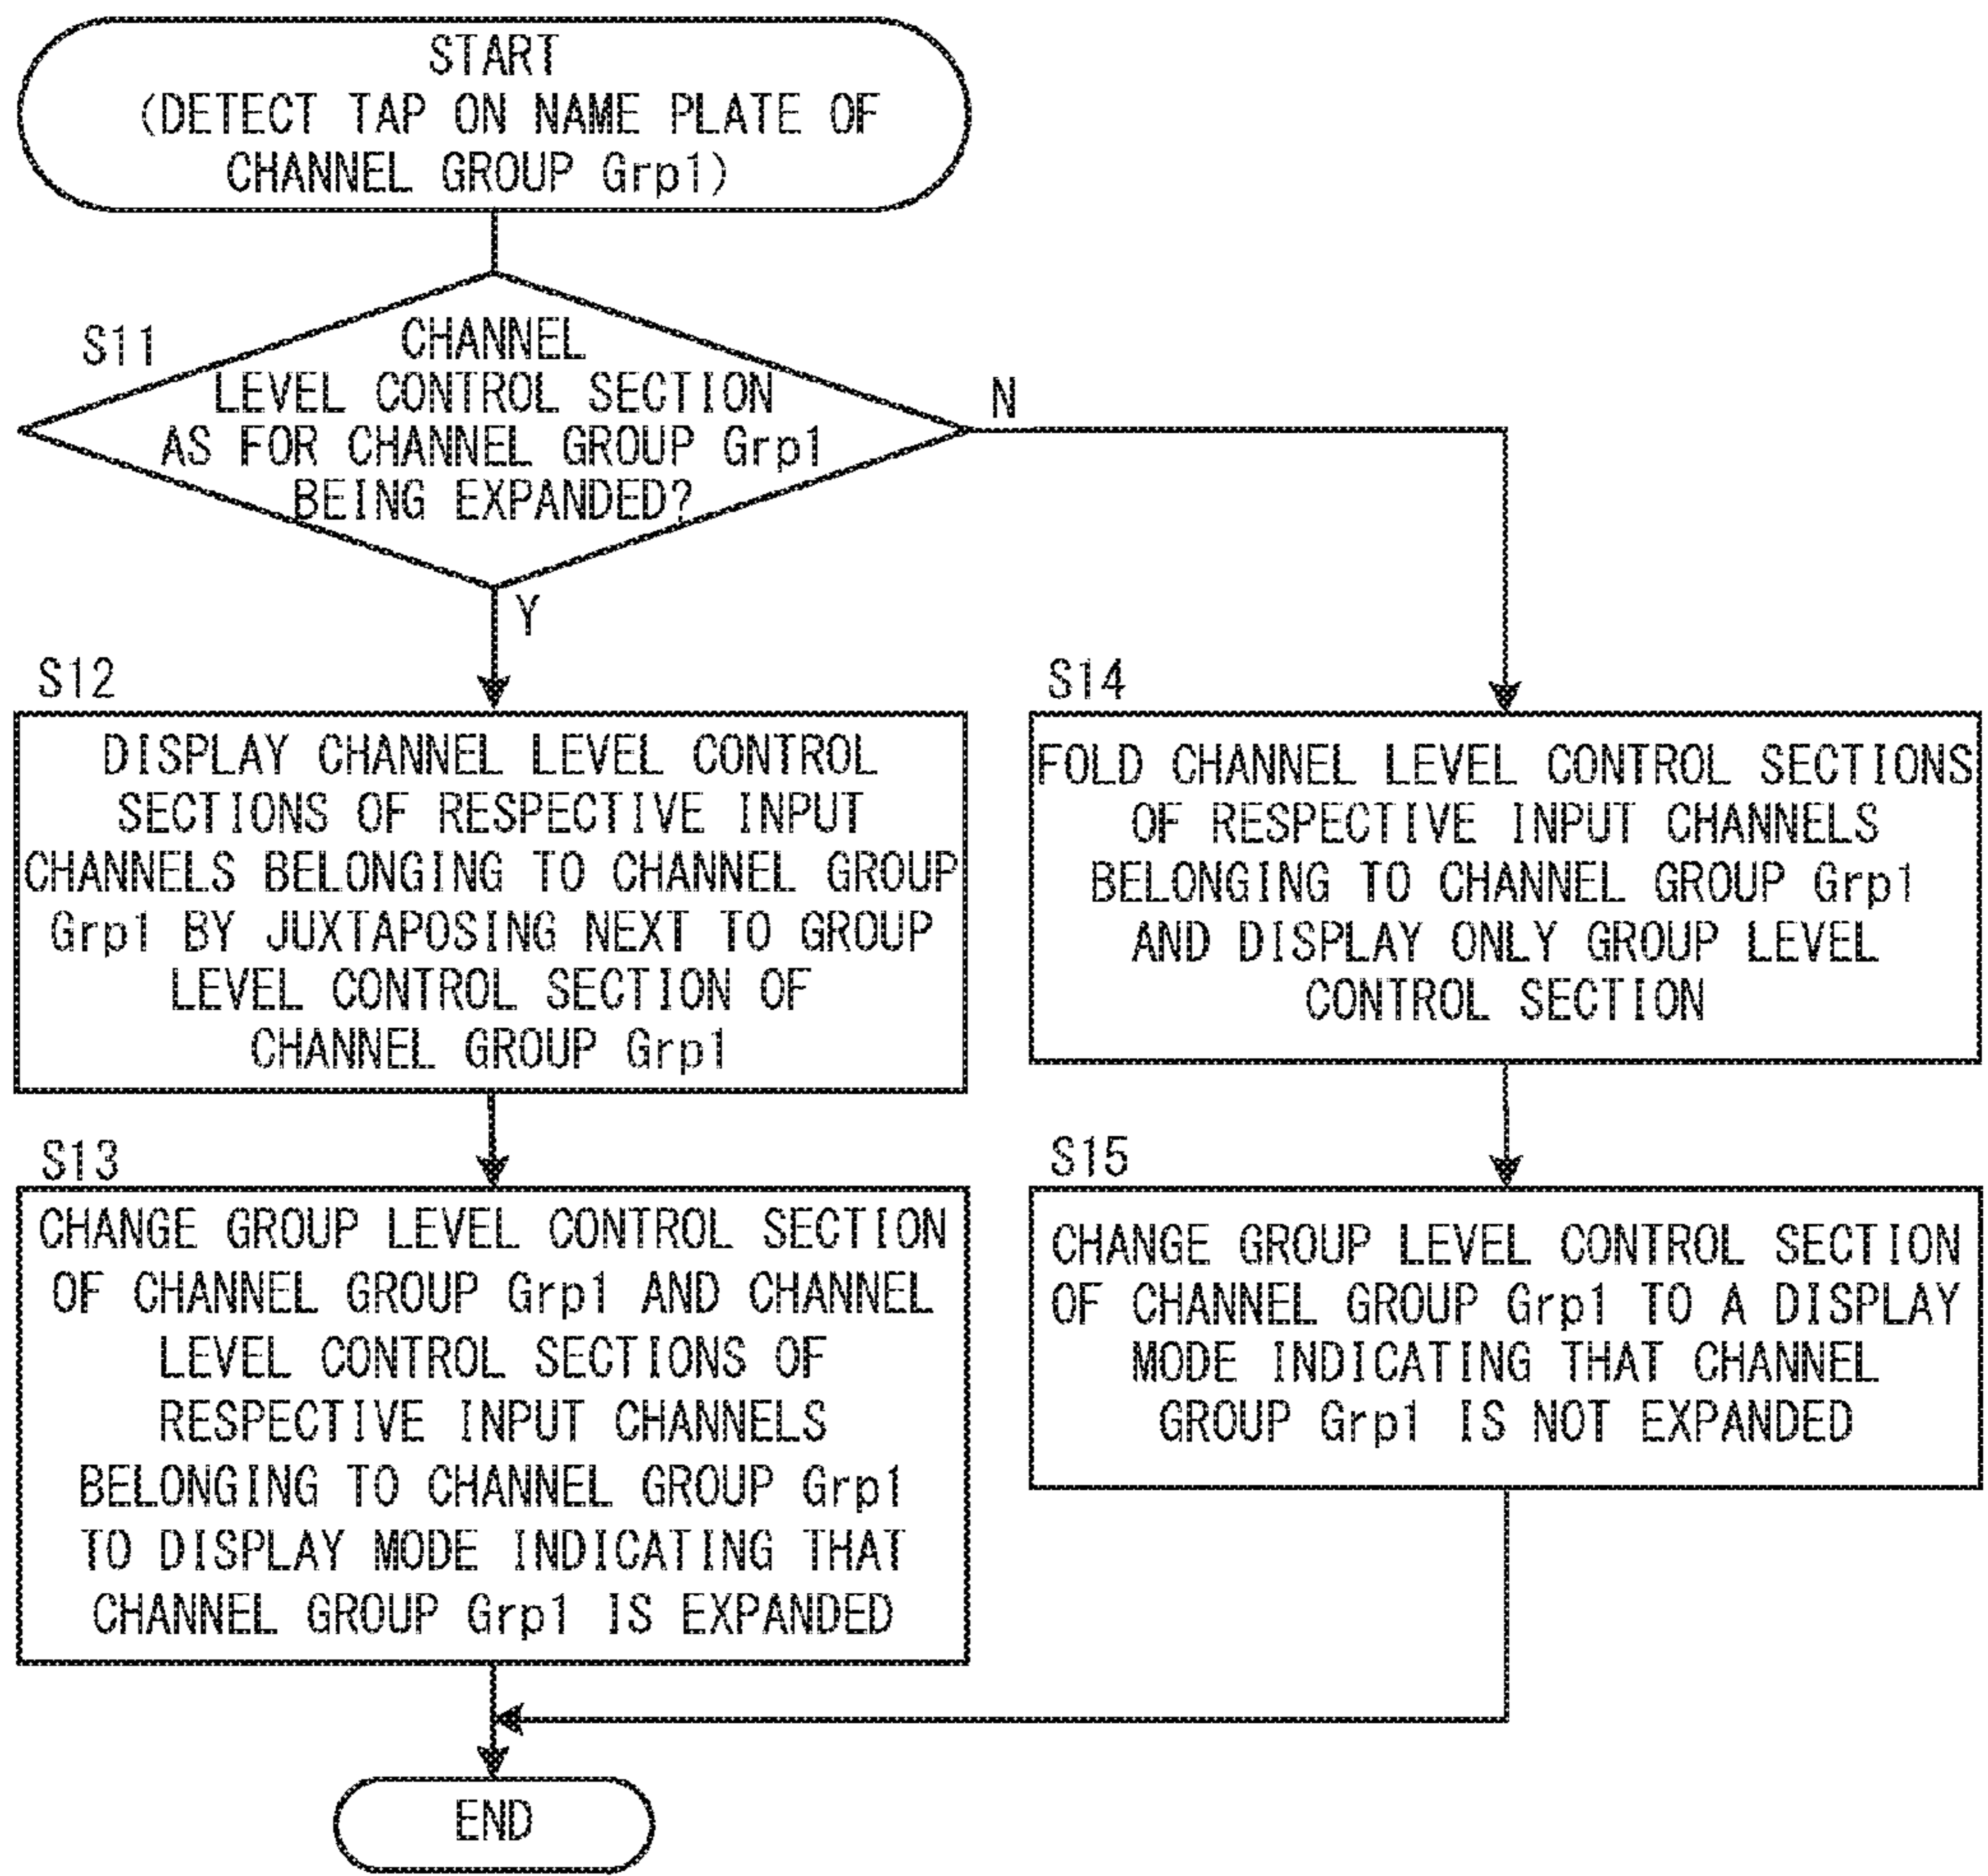 START
(DETECT TAP ON NAME PLATE OF
CHANNEL GROUP Grp1)
S11
CHANNEL
LEVEL CONTROL SECTION
AS FOR CHANNEL GROUP Grp1
BEING EXPANDED?
N
Y
S12
DISPLAY CHANNEL LEVEL CONTROL
SECTIONS OF RESPECTIVE INPUT
CHANNELS BELONGING TO CHANNEL GROUP
Grp1 BY JUXTAPOSING NEXT TO GROUP
LEVEL CONTROL SECTION OF
CHANNEL GROUP Grp1
S13
CHANGE GROUP LEVEL CONTROL SECTION
OF CHANNEL GROUP Grp1 AND CHANNEL
LEVEL CONTROL SECTIONS OF
RESPECTIVE INPUT CHANNELS
BELONGING TO CHANNEL GROUP Grp1
TO DISPLAY MODE INDICATING THAT
CHANNEL GROUP Grp1 IS EXPANDED
S14
FOLD CHANNEL LEVEL CONTROL SECTIONS
OF RESPECTIVE INPUT CHANNELS
BELONGING TO CHANNEL GROUP Grp1
AND DISPLAY ONLY GROUP LEVEL
CONTROL SECTION
S15
CHANGE GROUP LEVEL CONTROL SECTION
OF CHANNEL GROUP Grp1 TO A DISPLAY
MODE INDICATING THAT CHANNEL
GROUP Grp1 IS NOT EXPANDED
END